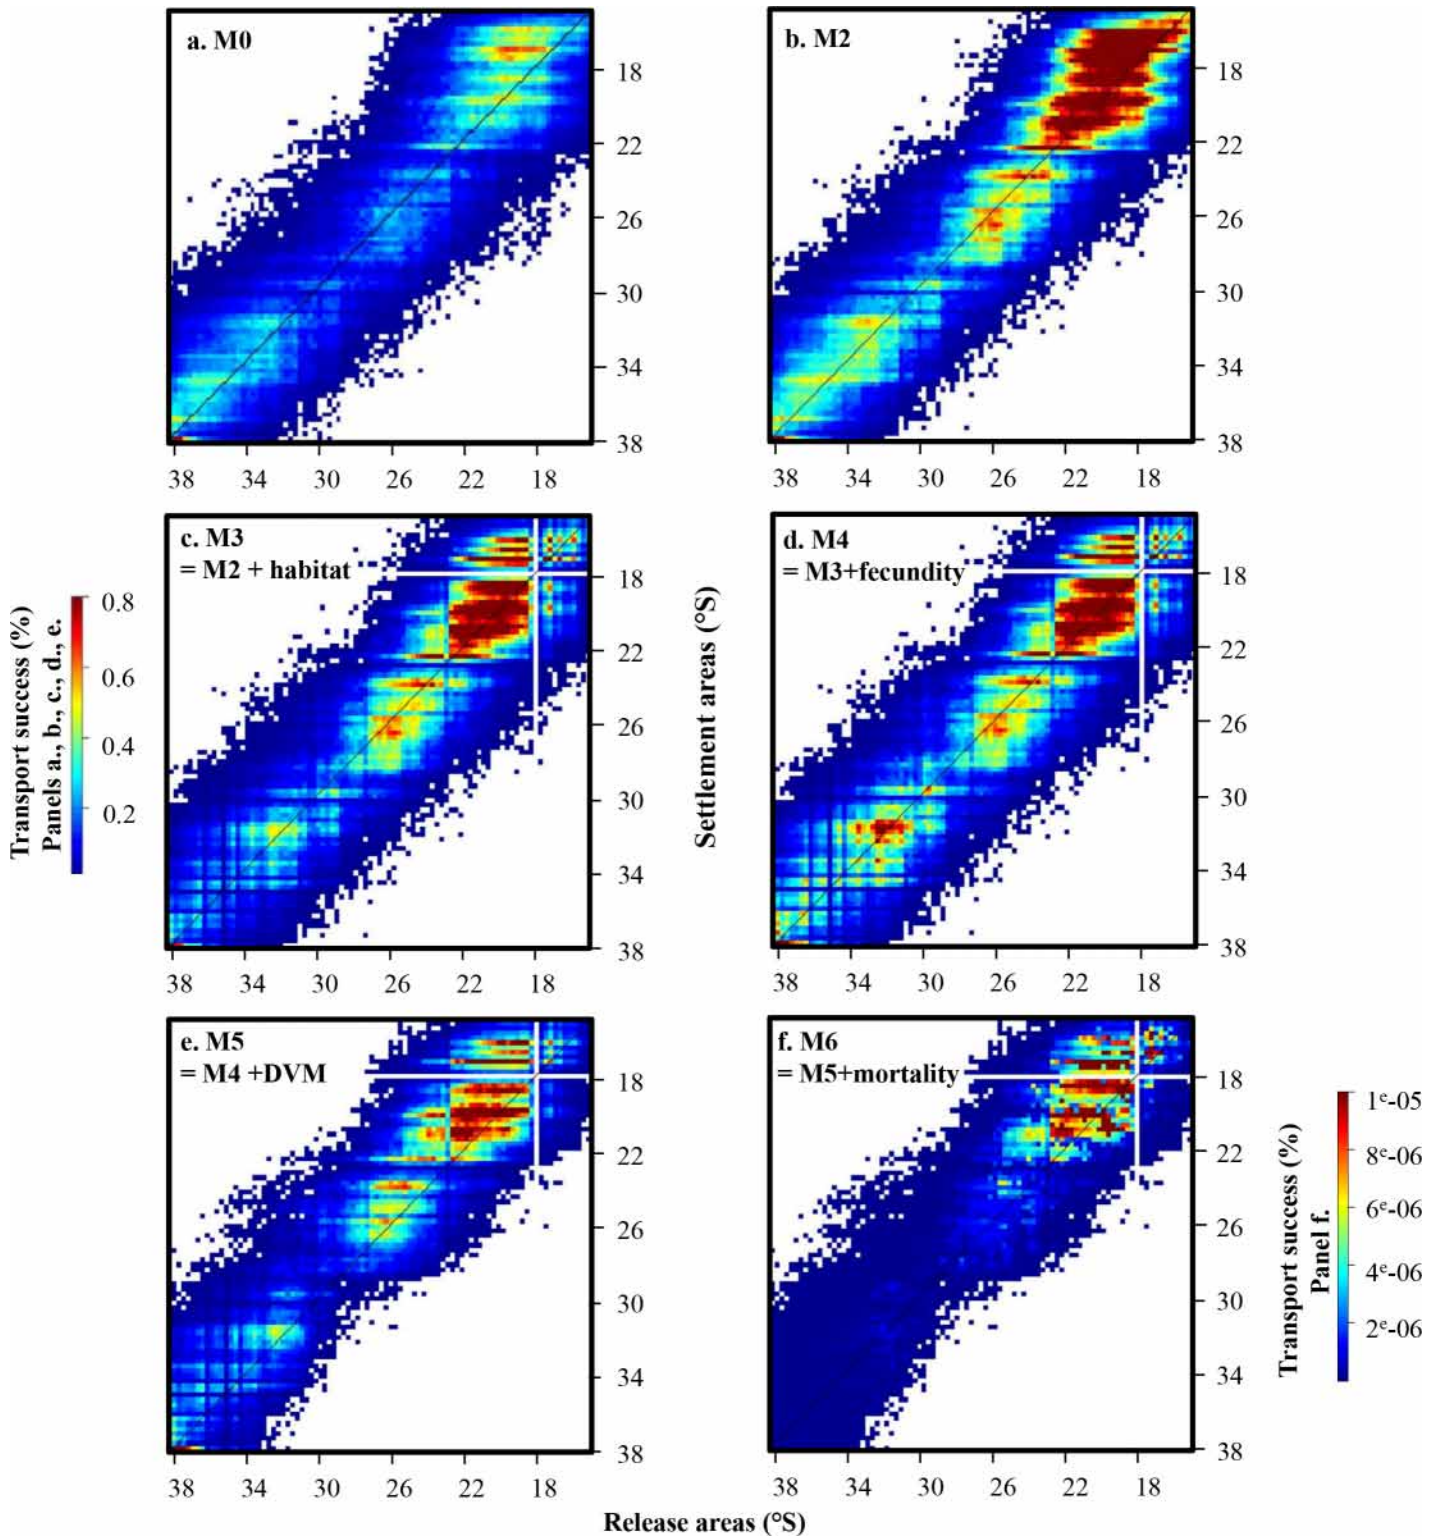 a. M0
18
22
26
30
34
38
38 34 30 26 22 18
b. M2
18
22
26
30
34
38
38 34 30 26 22 18
c. M3
= M2 + habitat
18
22
26
30
34
38
38 34 30 26 22 18
d. M4
= M3+fecundity
18
22
26
30
34
38
38 34 30 26 22 18
Transport success (%)
Panels a., b., c., d., e.
0.8
0.6
0.4
0.2
Settlement areas (°S)
e. M5
= M4 +DVM
18
22
26
30
34
38
38 34 30 26 22 18
f. M6
= M5+mortality
18
22
26
30
34
38
38 34 30 26 22 18
Transport success (%)
Panel f.
1e-05
8e-06
6e-06
4e-06
2e-06
Release areas (°S)